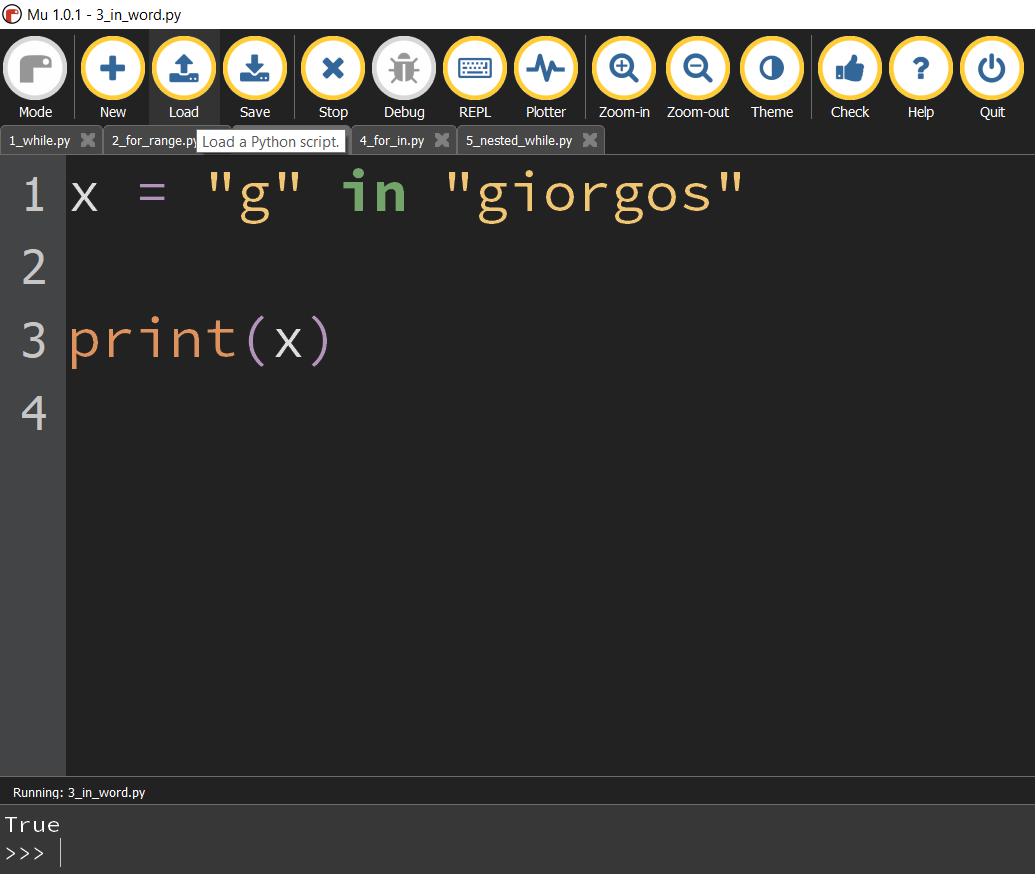 Mu 1.0.1 - 3_in_word.py
Mode New Load Save Stop Debug REPL Plotter Zoom-in Zoom-out Theme Check Help Quit
1_while.py 2_for_range.py Load a Python script. 4_for_in.py 5_nested_while.py
1 x = "g" in "giorgos"
2
3 print(x)
4
Running: 3_in_word.py
True
>>>